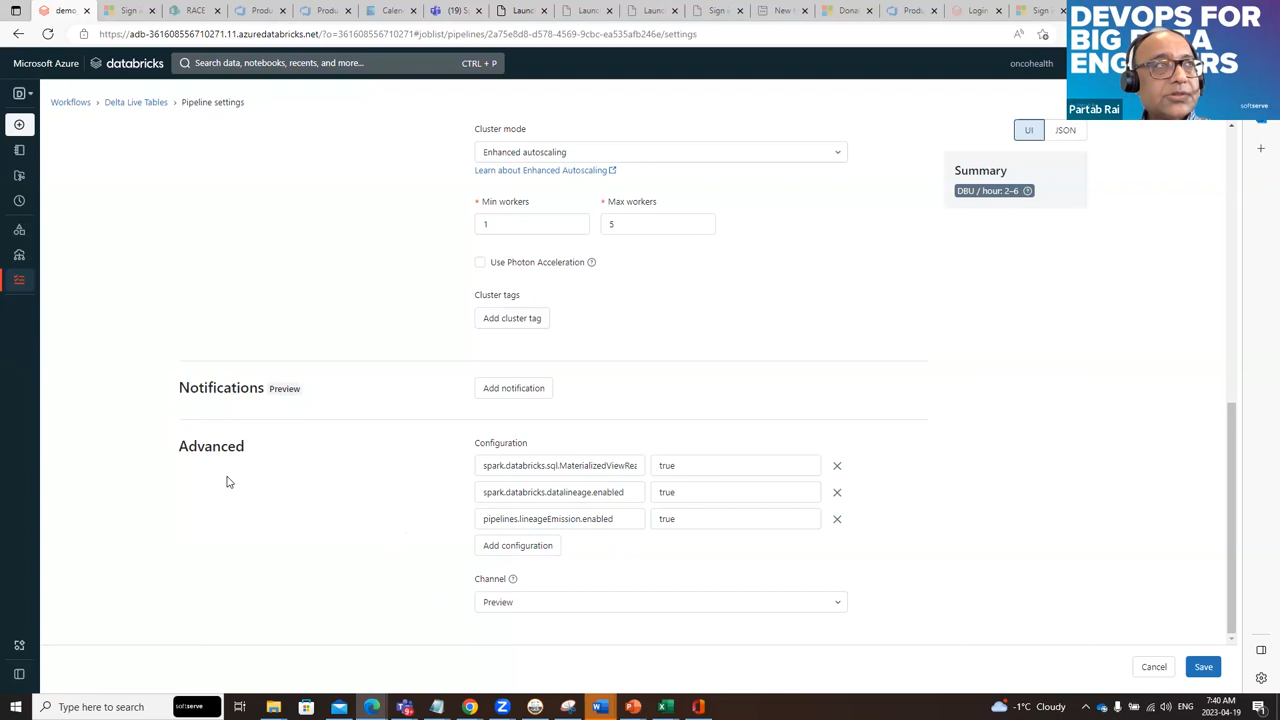 demo
Sign
RACE
Produ
Produ
Calen
(19) S
Launc
Launc
Launc
Sign
New
Donat
Produ
Login
Sign
https://adb-361608556710271.11.azuredatabricks.net/?o=361608556710271#joblist/pipelines/2a75e8d8-d578-4569-9cbc-ea535afb246e/settings
Microsoft Azure
databricks
Search data, notebooks, recents, and more...
CTRL + P
oncohealth
DEVOPS FOR
BIG DATA
ENGINEERS
Partab Rai
softserve
Workflows › Delta Live Tables › Pipeline settings
UI
JSON
Cluster mode
Enhanced autoscaling
Learn about Enhanced Autoscaling
Summary
DBU / hour: 2–6
* Min workers
* Max workers
1
5
Use Photon Acceleration
Cluster tags
Add cluster tag
Notifications Preview
Add notification
Advanced
Configuration
spark.databricks.sql.MaterializedViewRea
true
spark.databricks.datalineage.enabled
true
pipelines.lineageEmission.enabled
true
Add configuration
Channel
Preview
Cancel
Save
Type here to search
softserve
-1°C Cloudy
ENG
7:40 AM
2023-04-19